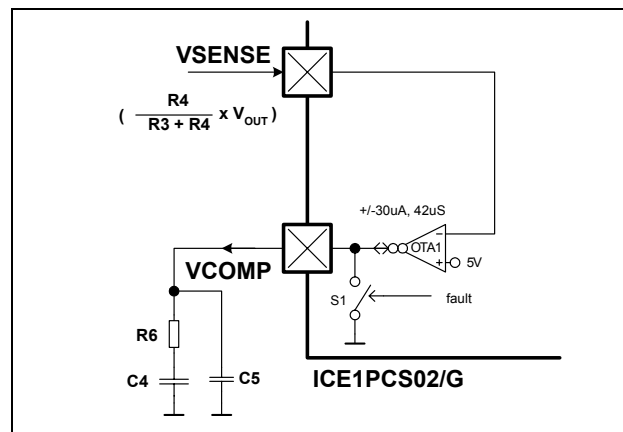 VSENSE
( R4 / R3 + R4 x VOUT )
+/-30uA, 42uS
OTA1
5V
VCOMP
S1
fault
R6
C4
C5
ICE1PCS02/G